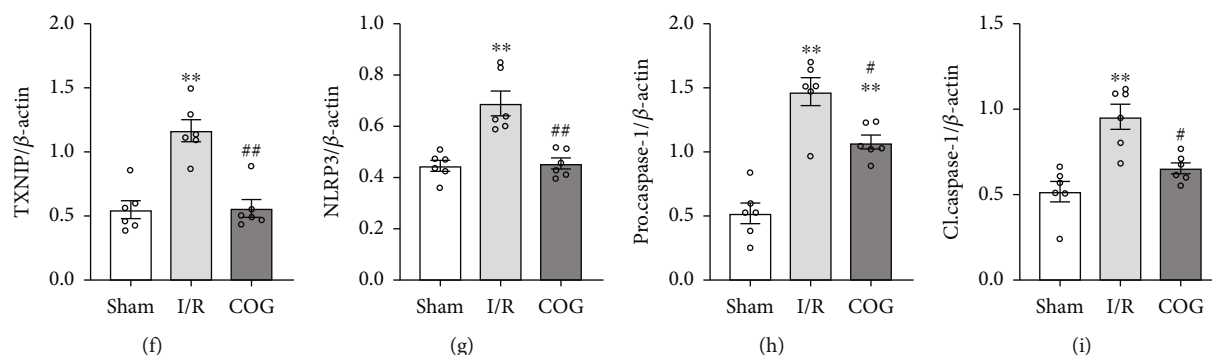 TXNIP/β-actin
2.0
1.5
1.0
0.5
0.0
**
##
Sham I/R COG
(f)
NLRP3/β-actin
1.0
0.8
0.6
0.4
0.2
0.0
**
##
Sham I/R COG
(g)
Pro.caspase-1/β-actin
2.0
1.5
1.0
0.5
0.0
**
#
**
Sham I/R COG
(h)
Cl.caspase-1/β-actin
1.5
1.0
0.5
0.0
**
#
Sham I/R COG
(i)